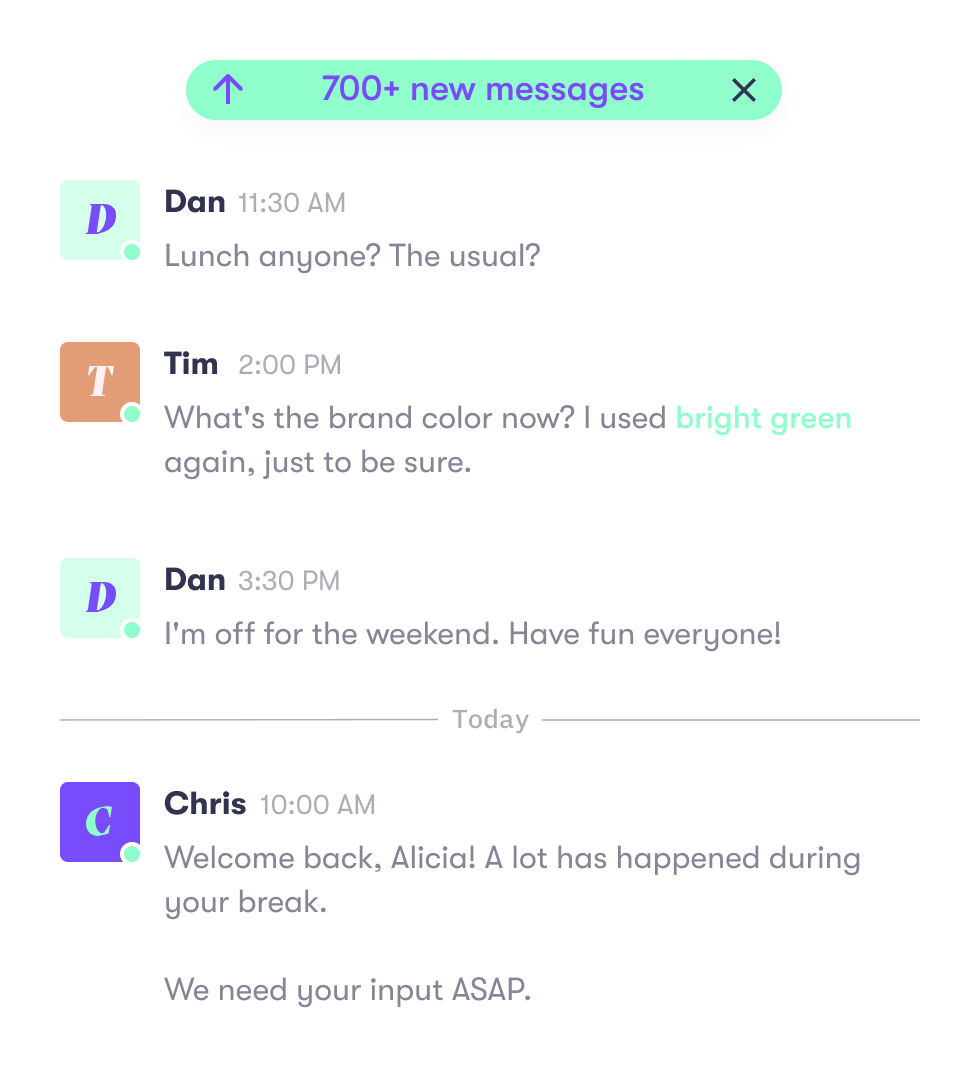 700+ new messages
D
Dan 11:30 AM
Lunch anyone? The usual?
T
Tim 2:00 PM
What's the brand color now? I used bright green
again, just to be sure.
D
Dan 3:30 PM
I'm off for the weekend. Have fun everyone!
Today
C
Chris 10:00 AM
Welcome back, Alicia! A lot has happened during
your break.
We need your input ASAP.